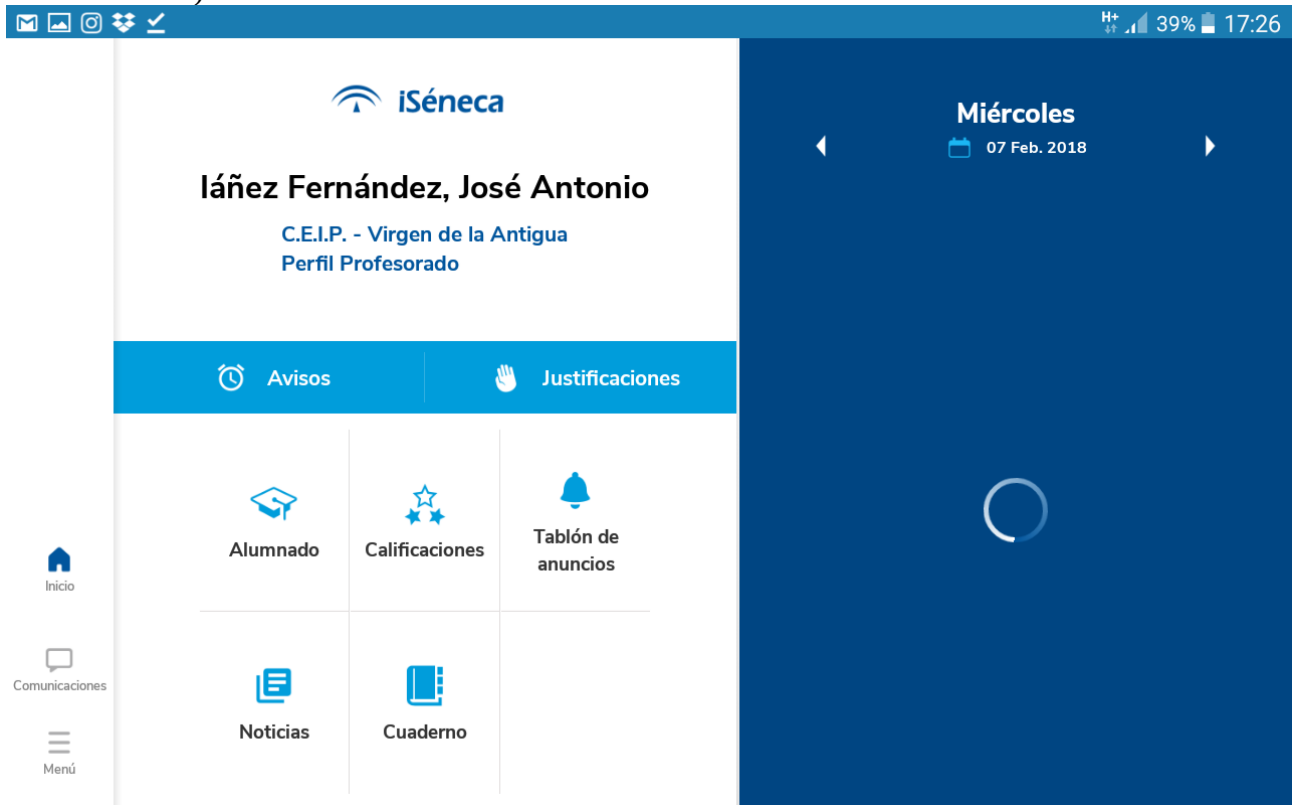 H+ 39% 17:26
iSéneca
Iáñez Fernández, José Antonio
C.E.I.P. - Virgen de la Antigua
Perfil Profesorado
Avisos
Justificaciones
Alumnado
Calificaciones
Tablón de
anuncios
Noticias
Cuaderno
Inicio
Comunicaciones
Menú
Miércoles
07 Feb. 2018